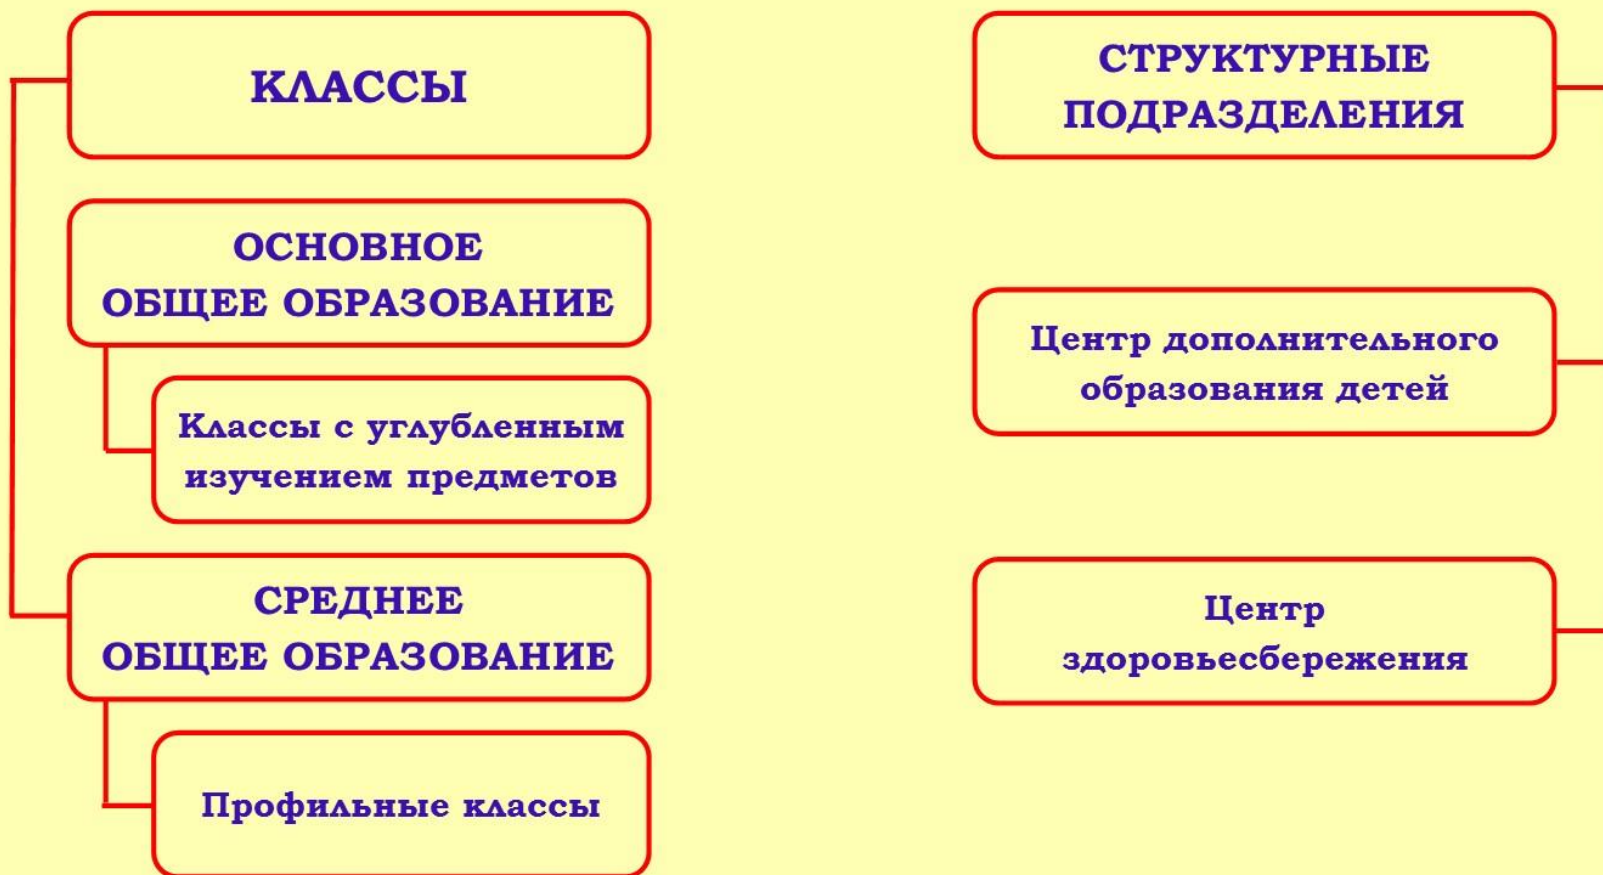 КЛАССЫ
ОСНОВНОЕ
ОБЩЕЕ ОБРАЗОВАНИЕ
Классы с углубленным
изучением предметов
СРЕДНЕЕ
ОБЩЕЕ ОБРАЗОВАНИЕ
Профильные классы
СТРУКТУРНЫЕ
ПОДРАЗДЕЛЕНИЯ
Центр дополнительного
образования детей
Центр
здоровьесбережения